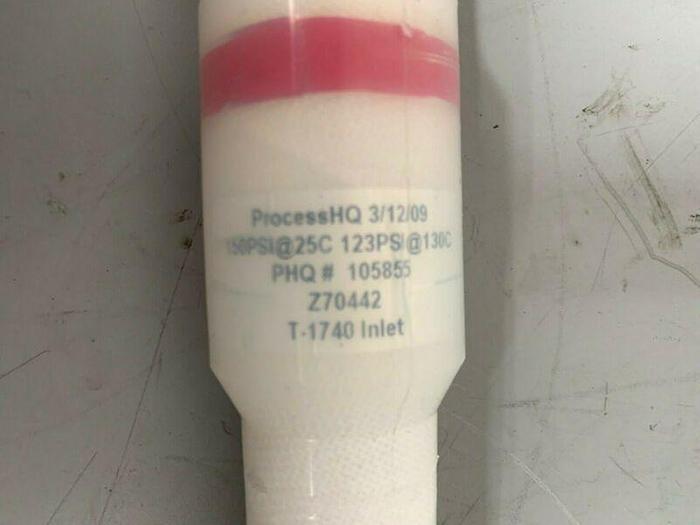 ProcessHQ 3/12/09
150PSI@25C 123PSI@130C
PHQ # 105855
Z70442
T-1740 Inlet